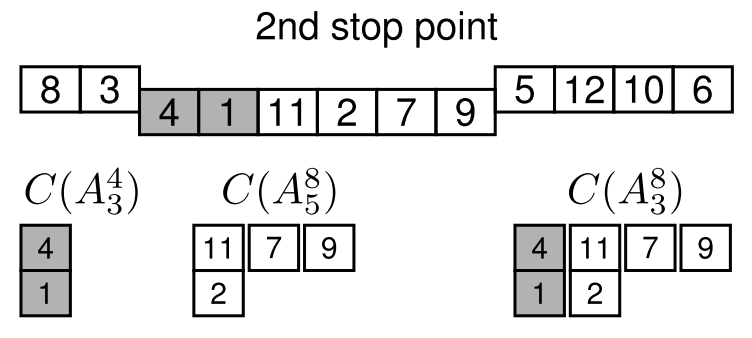 2nd stop point
8 3 4 1 11 2 7 9 5 12 10 6
C(A_3^4) C(A_5^8) C(A_3^8)
4 11 7 9 4 11 7 9
1 2 1 2